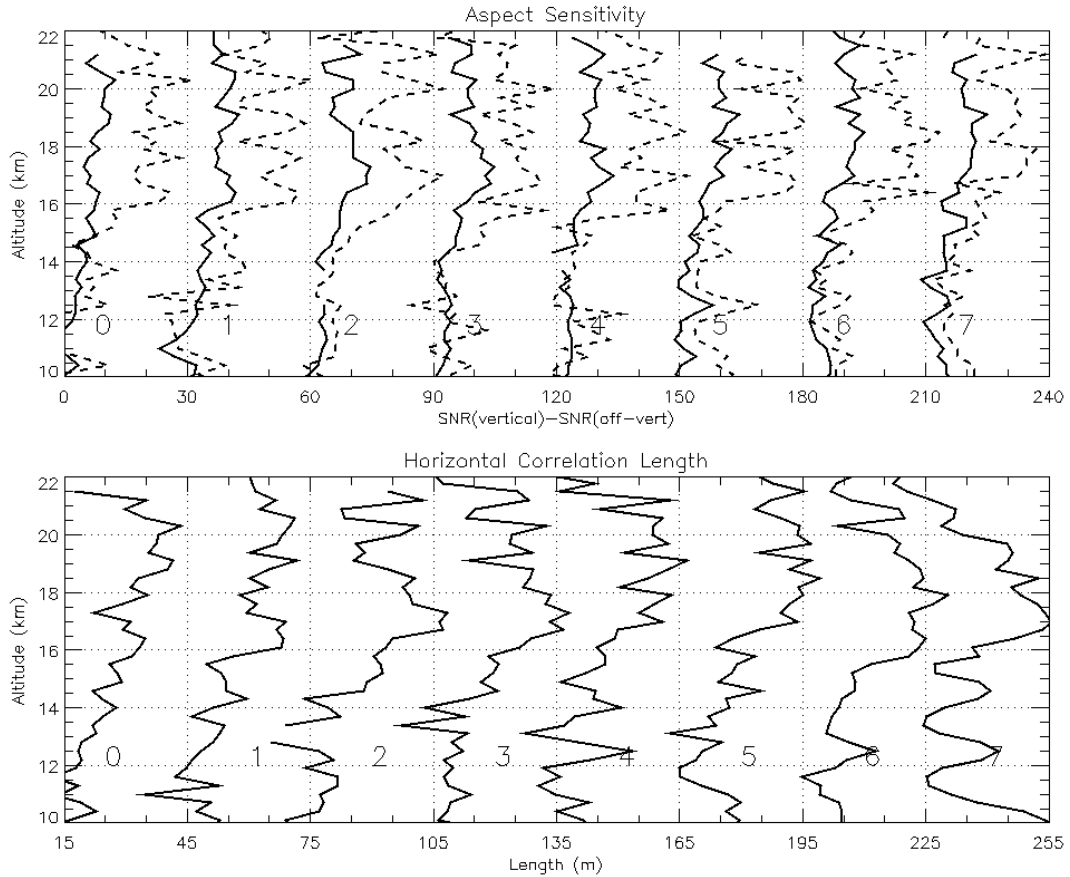 Aspect Sensitivity
Altitude (km)
22
20
18
16
14
12
10
0 1 2 3 4 5 6 7
0 30 60 90 120 150 180 210 240
SNR(vertical)-SNR(off-vert)
Horizontal Correlation Length
Altitude (km)
22
20
18
16
14
12
10
0 1 2 3 4 5 6 7
15 45 75 105 135 165 195 225 255
Length (m)